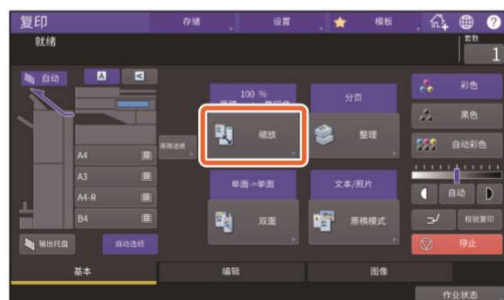 复印
存储
设置
模板
就绪
套数
1
自动
A
100 %
分页
彩色
缩放
整理
黑色
自动彩色
A4
A3
A4-R
B4
单面->单面
文本/照片
自动
双面
原稿模式
校验复印
输出托盘
自动选纸
停止
基本
编辑
图像
作业状态